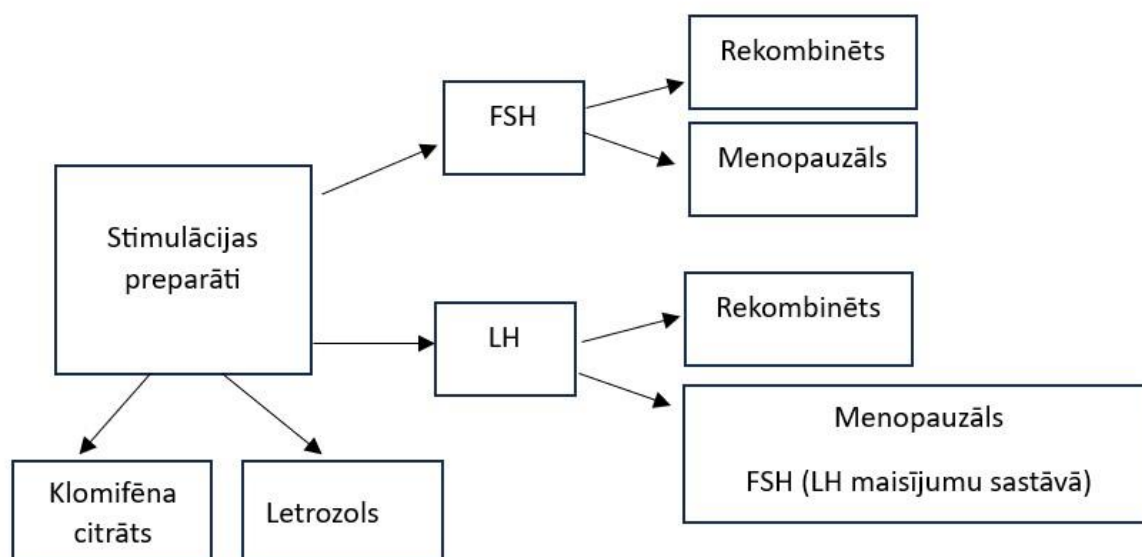 Rekombinēts
FSH
Menopauzāls
Stimulācijas
preparāti
Rekombinēts
LH
Menopauzāls
FSH (LH maisījumu sastāvā)
Klomifēna
citrāts
Letrozols